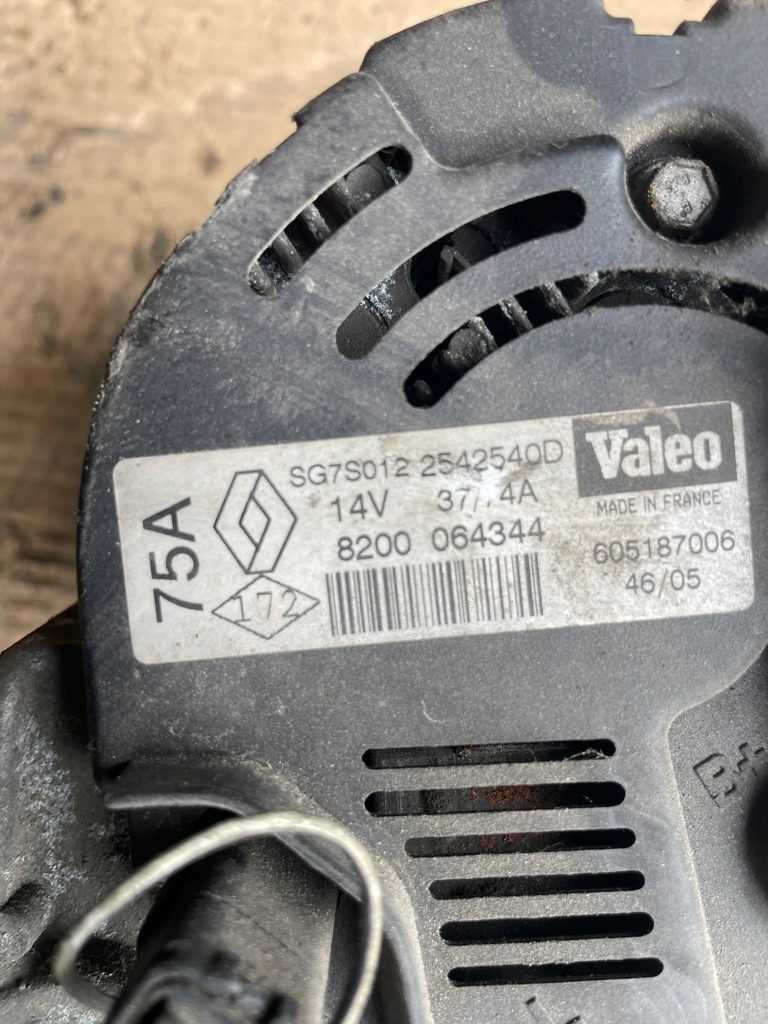 75A
SG7S012 2542540D
14V
8200 064344
172
Valeo
MADE IN FRANCE
605187006
46/05
B+